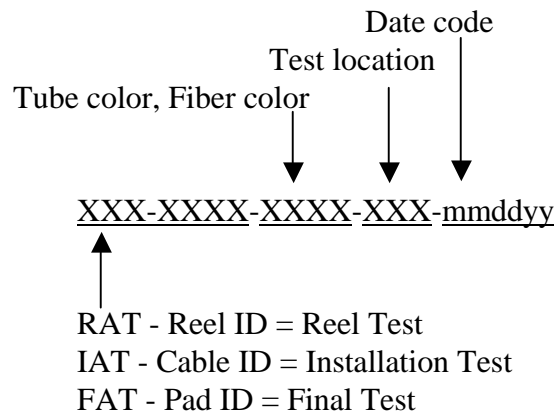 Date code
Test location
Tube color, Fiber color
XXX-XXXX-XXXX-XXX-mmddyy
RAT - Reel ID = Reel Test
IAT - Cable ID = Installation Test
FAT - Pad ID = Final Test